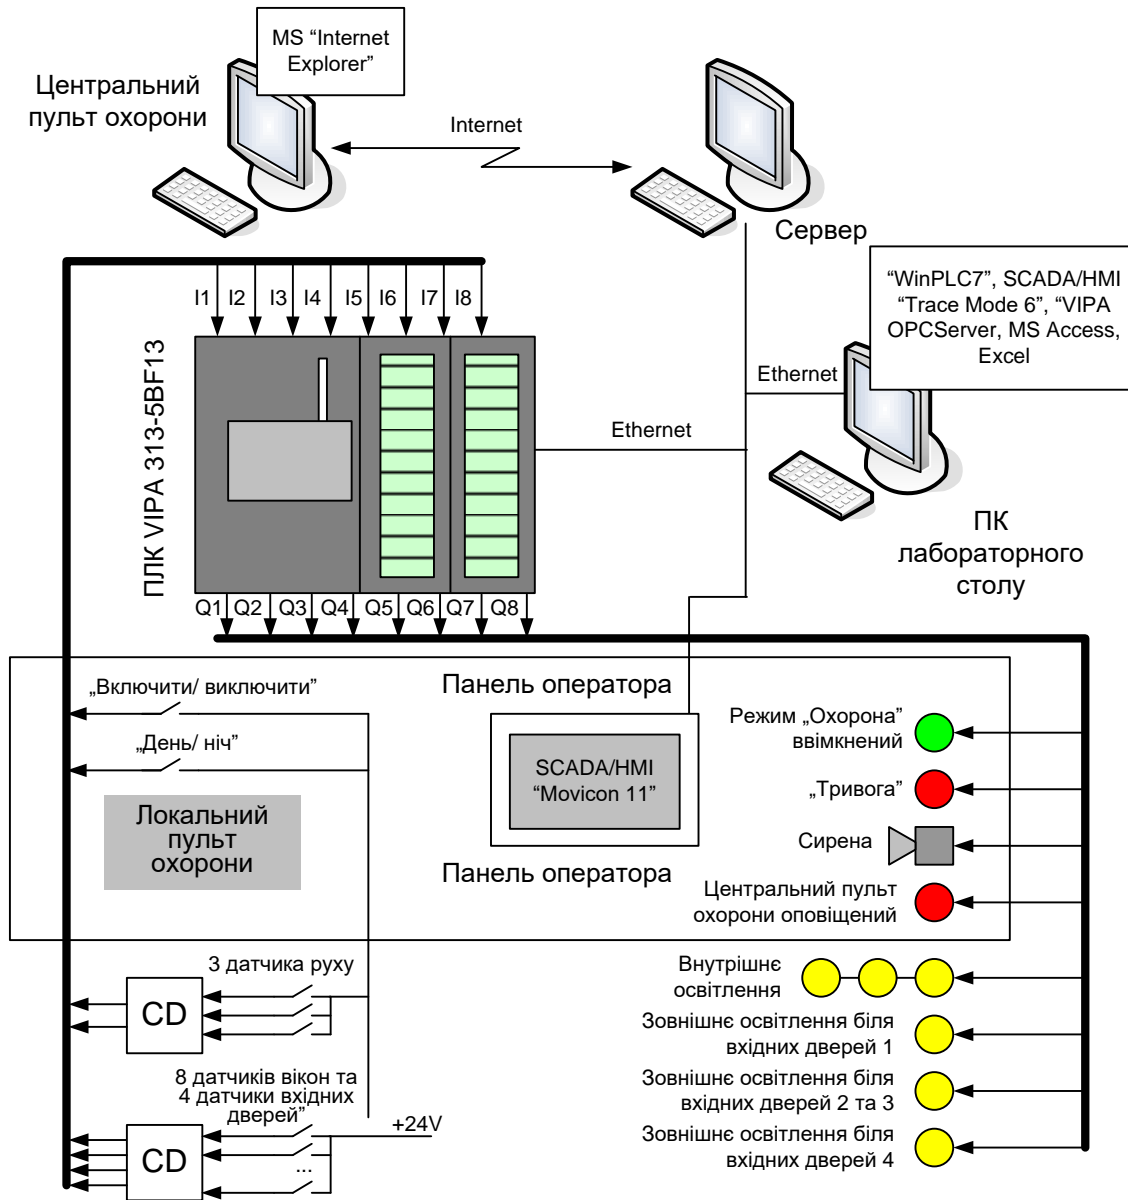 MS “Internet
Explorer”
Центральний
пульт охорони
Internet
Сервер
“WinPLC7”, SCADA/HMI
“Trace Mode 6”, “VIPA
OPCServer, MS Access,
Excel
I1 I2 I3 I4 I5 I6 I7 I8
ПЛК VIPA 313-5BF13
Ethernet
Ethernet
ПК
лабораторного
столу
Q1 Q2 Q3 Q4 Q5 Q6 Q7 Q8
„Включити/ виключити”
„День/ ніч”
Локальний
пульт
охорони
Панель оператора
SCADA/HMI
“Movicon 11”
Панель оператора
Режим „Охорона”
ввімкнений
„Тривога”
Сирена
Центральний пульт
охорони оповіщений
3 датчика руху
CD
8 датчиків вікон та
4 датчики вхідних
дверей”
+24V
CD
...
Внутрішнє
освітлення
Зовнішнє освітлення біля
вхідних дверей 1
Зовнішнє освітлення біля
вхідних дверей 2 та 3
Зовнішнє освітлення біля
вхідних дверей 4